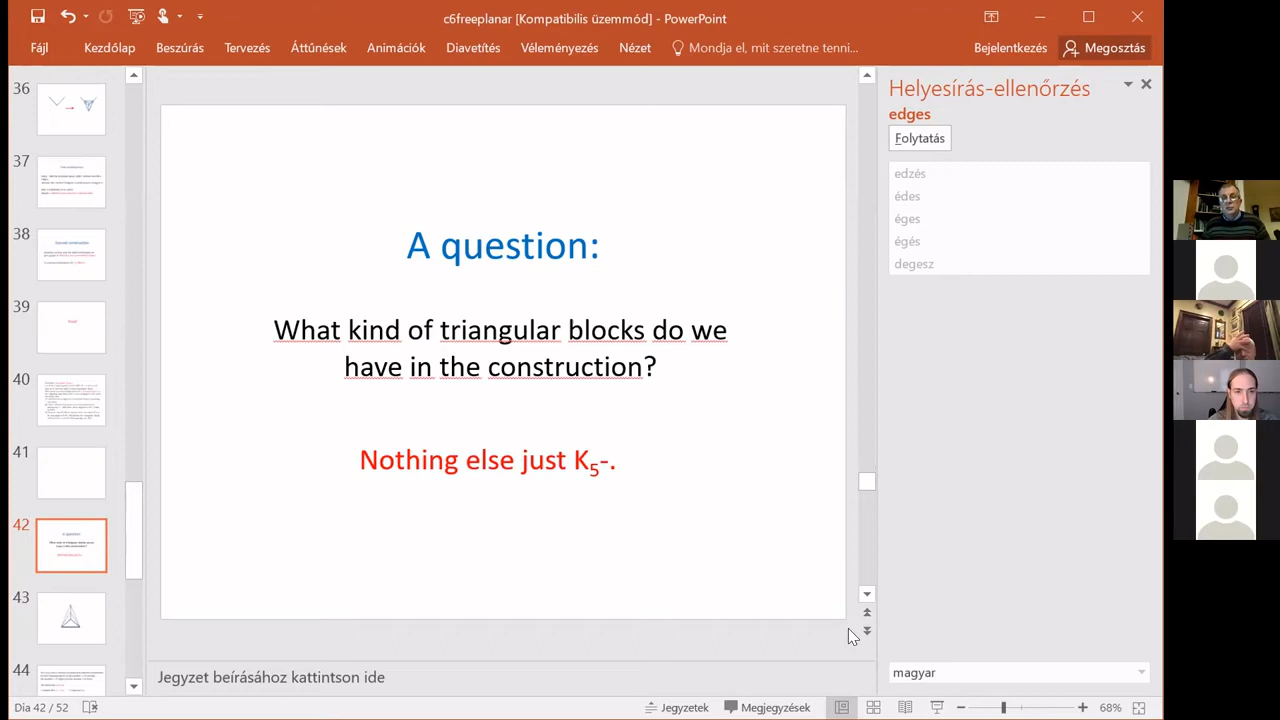 c6freeplanar [Kompatibilis üzemmód] - PowerPoint
Fájl Kezdőlap Beszúrás Tervezés Áttűnések Animációk Diavetítés Véleményezés Nézet Mondja el, mit szeretne tenni... Bejelentkezés Megosztás
36
37
38
39
40
41
42
43
44
A question:
What kind of triangular blocks do we
have in the construction?
Nothing else just K5-.
Helyesírás-ellenőrzés
edges
Folytatás
edzés
édes
éges
égés
degesz
magyar
Jegyzet beírásához kattintson ide
Dia 42 / 52 Jegyzetek Megjegyzések 68%